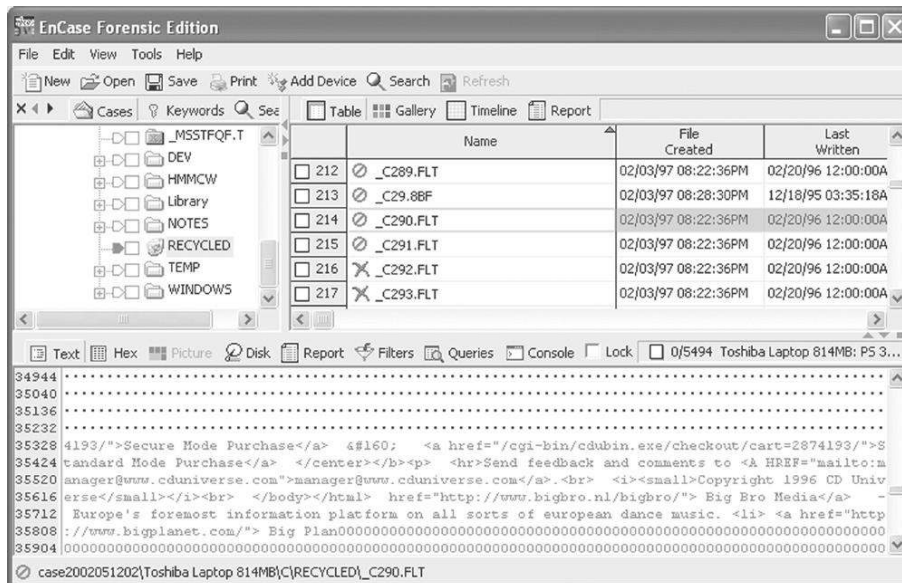 EnCase Forensic Edition
File Edit View Tools Help
New Open Save Print Add Device Search Refresh
Cases Keywords Sea
Table Gallery Timeline Report
_MSSTFQF.T
DEV
HMMCW
Library
NOTES
RECYCLED
TEMP
WINDOWS
Name File Created Last Written
212 _C289.FLT 02/03/97 08:22:36PM 02/20/96 12:00:00A
213 _C29.8BF 02/03/97 08:28:30PM 12/18/95 03:35:18A
214 _C290.FLT 02/03/97 08:22:36PM 02/20/96 12:00:00A
215 _C291.FLT 02/03/97 08:22:36PM 02/20/96 12:00:00A
216 _C292.FLT 02/03/97 08:22:36PM 02/20/96 12:00:00A
217 _C293.FLT 02/03/97 08:22:36PM 02/20/96 12:00:00A
Text Hex Picture Disk Report Filters Queries Console Lock 0/5494 Toshiba Laptop 814MB: PS 3...
34944
35040
35136
35232
35328 4193/">Secure Mode Purchase</a> &#160; <a href="/cgi-bin/cdubin.exe/checkout/cart=2874193/">S
35424 tandard Mode Purchase</a> </center></b><p> <hr>Send feedback and comments to <A HREF="mailto:m
35520 anager@www.cduniverse.com">manager@www.cduniverse.com</a>.<br> <i><small>Copyright 1996 CD Univ
35616 erse</small></i><br> </body></html> href="http://www.bigbro.nl/bigbro/"> Big Bro Media</a> -
35712 Europe's foremost information platform on all sorts of european dance music. <li> <a href="http
35808 ://www.bigplanet.com/"> Big Plan00000000000000000000000000000000000000000000000000000000000000
35904 000000000000000000000000000000000000000000000000000000000000000000000000000000000000000000000000
case2002051202\Toshiba Laptop 814MB\C\RECYCLED\_C290.FLT